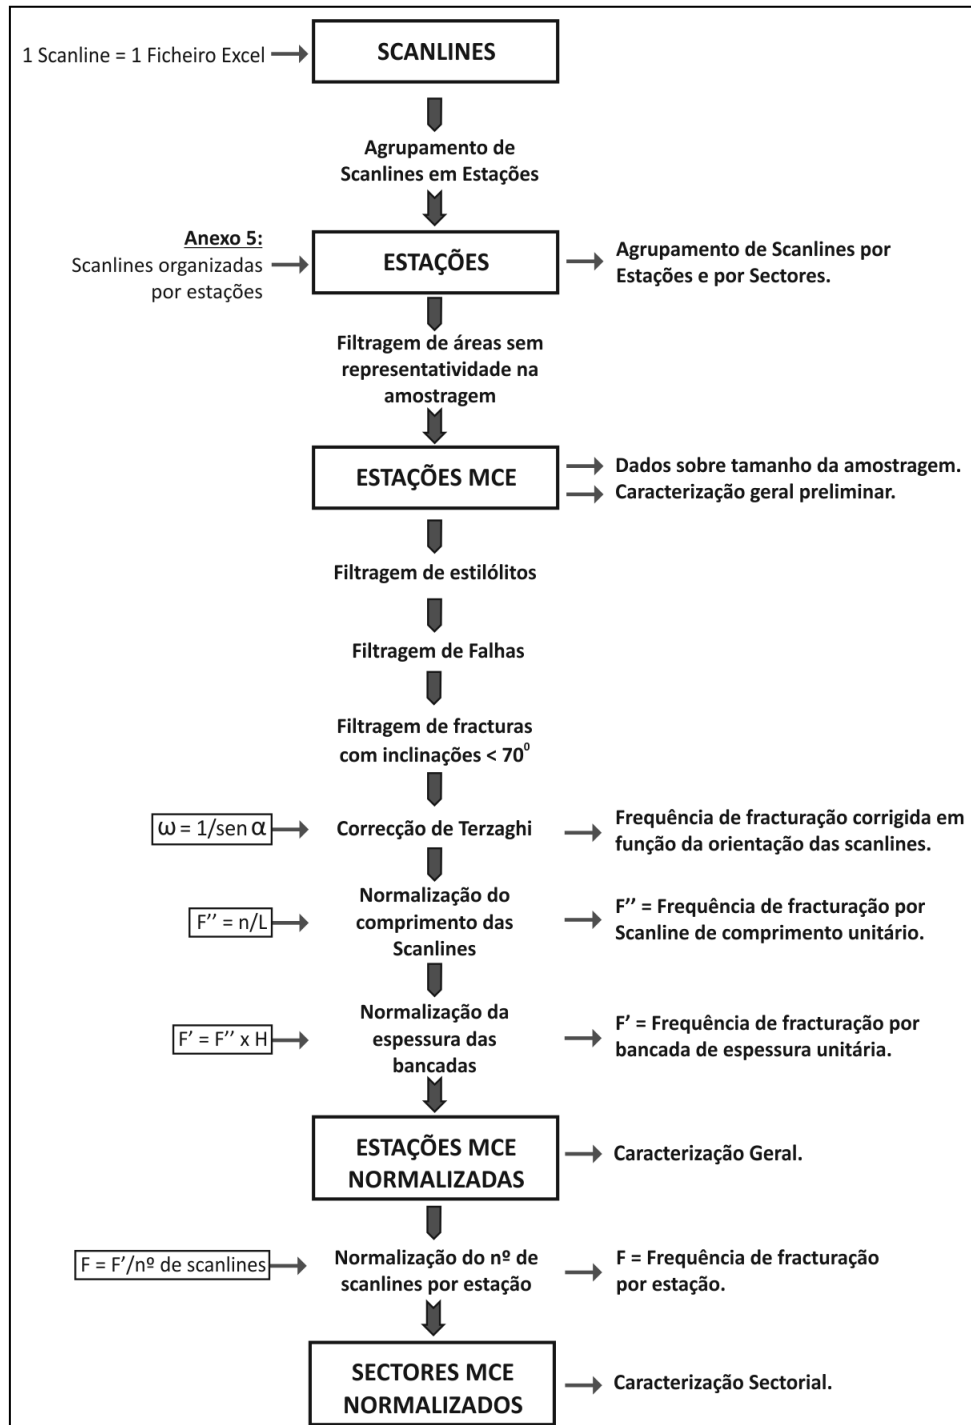 1 Scanline = 1 Ficheiro Excel
SCANLINES
Agrupamento de
Scanlines em Estações
Anexo 5:
Scanlines organizadas
por estações
ESTAÇÕES
Agrupamento de Scanlines por
Estações e por Sectores.
Filtragem de áreas sem
representatividade na
amostragem
ESTAÇÕES MCE
Dados sobre tamanho da amostragem.
Caracterização geral preliminar.
Filtragem de estilólitos
Filtragem de Falhas
Filtragem de fracturas
com inclinações < 70⁰
ω = 1/sen α
Correcção de Terzaghi
Frequência de fracturação corrigida em
função da orientação das scanlines.
F’’ = n/L
Normalização do
comprimento das
Scanlines
F’’ = Frequência de fracturação por
Scanline de comprimento unitário.
F’ = F’’ x H
Normalização da
espessura das
bancadas
F’ = Frequência de fracturação por
bancada de espessura unitária.
ESTAÇÕES MCE
NORMALIZADAS
Caracterização Geral.
F = F’/nº de scanlines
Normalização do nº de
scanlines por estação
F = Frequência de fracturação
por estação.
SECTORES MCE
NORMALIZADOS
Caracterização Sectorial.